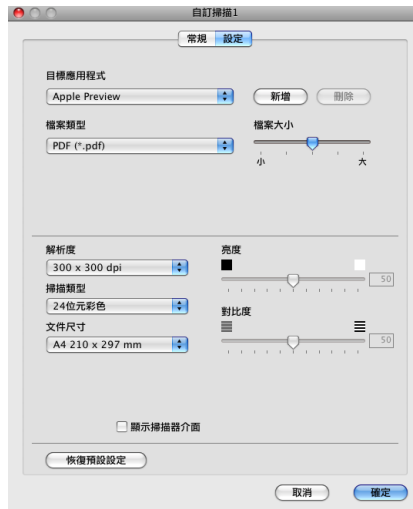 自訂掃描1
常規 設定
目標應用程式
Apple Preview
新增 刪除
檔案類型
檔案大小
PDF (*.pdf)
小 大
解析度
亮度
300 x 300 dpi
50
掃描類型
24位元彩色
對比度
文件尺寸
A4 210 x 297 mm
50
顯示掃描器介面
恢復預設設定
取消 確定